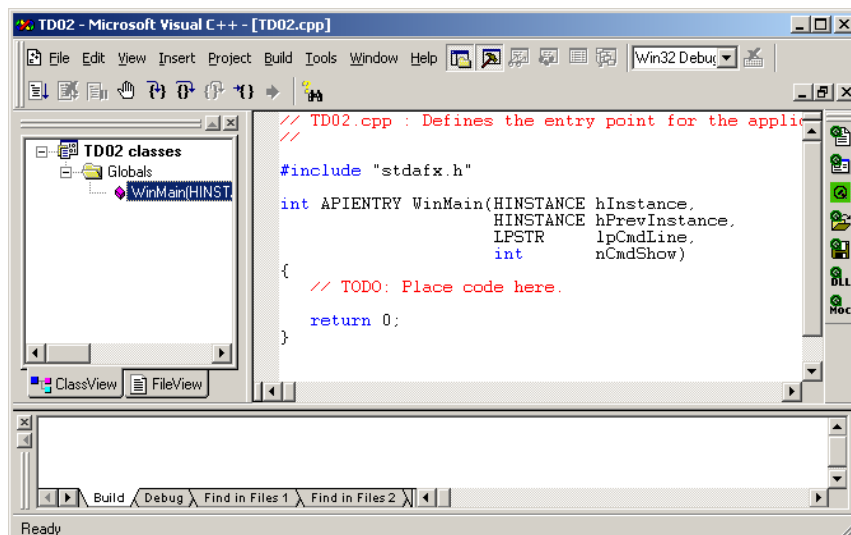 TD02 - Microsoft Visual C++ - [TD02.cpp]
File Edit View Insert Project Build Tools Window Help
Win32 Debug
TD02 classes
Globals
WinMain(HINST.
// TD02.cpp : Defines the entry point for the applic
//
#include "stdafx.h"
int APIENTRY WinMain(HINSTANCE hInstance,
HINSTANCE hPrevInstance,
LPSTR lpCmdLine,
int nCmdShow)
{
// TODO: Place code here.
return 0;
}
DLL
Moc
ClassView FileView
Build Debug Find in Files 1 Find in Files 2
Ready